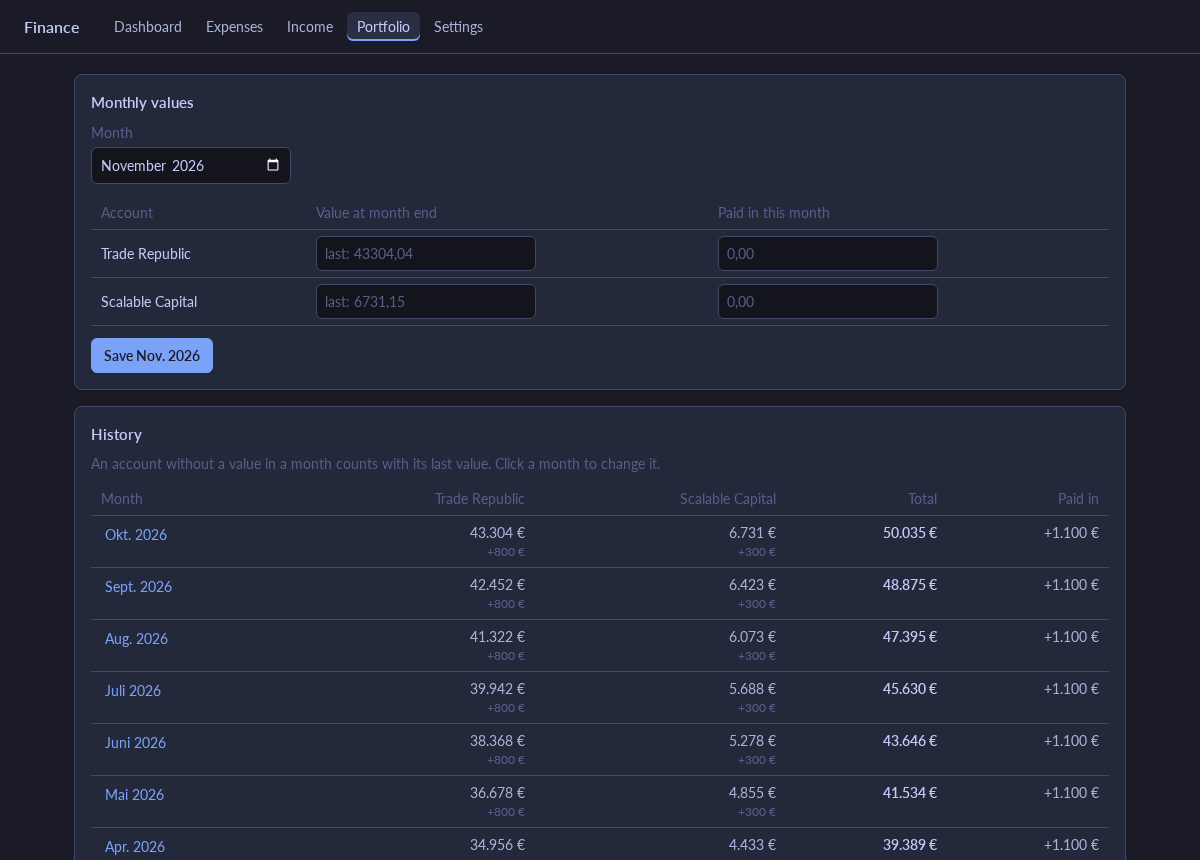 Finance Dashboard Expenses Income Portfolio Settings
Monthly values
Month
November 2026
Account Value at month end Paid in this month
Trade Republic last: 43304,04 0,00
Scalable Capital last: 6731,15 0,00
Save Nov. 2026
History
An account without a value in a month counts with its last value. Click a month to change it.
Month Trade Republic Scalable Capital Total Paid in
Okt. 2026 43.304 € 6.731 € 50.035 € +1.100 €
+800 € +300 €
Sept. 2026 42.452 € 6.423 € 48.875 € +1.100 €
+800 € +300 €
Aug. 2026 41.322 € 6.073 € 47.395 € +1.100 €
+800 € +300 €
Juli 2026 39.942 € 5.688 € 45.630 € +1.100 €
+800 € +300 €
Juni 2026 38.368 € 5.278 € 43.646 € +1.100 €
+800 € +300 €
Mai 2026 36.678 € 4.855 € 41.534 € +1.100 €
+800 € +300 €
Apr. 2026 34.956 € 4.433 € 39.389 € +1.100 €